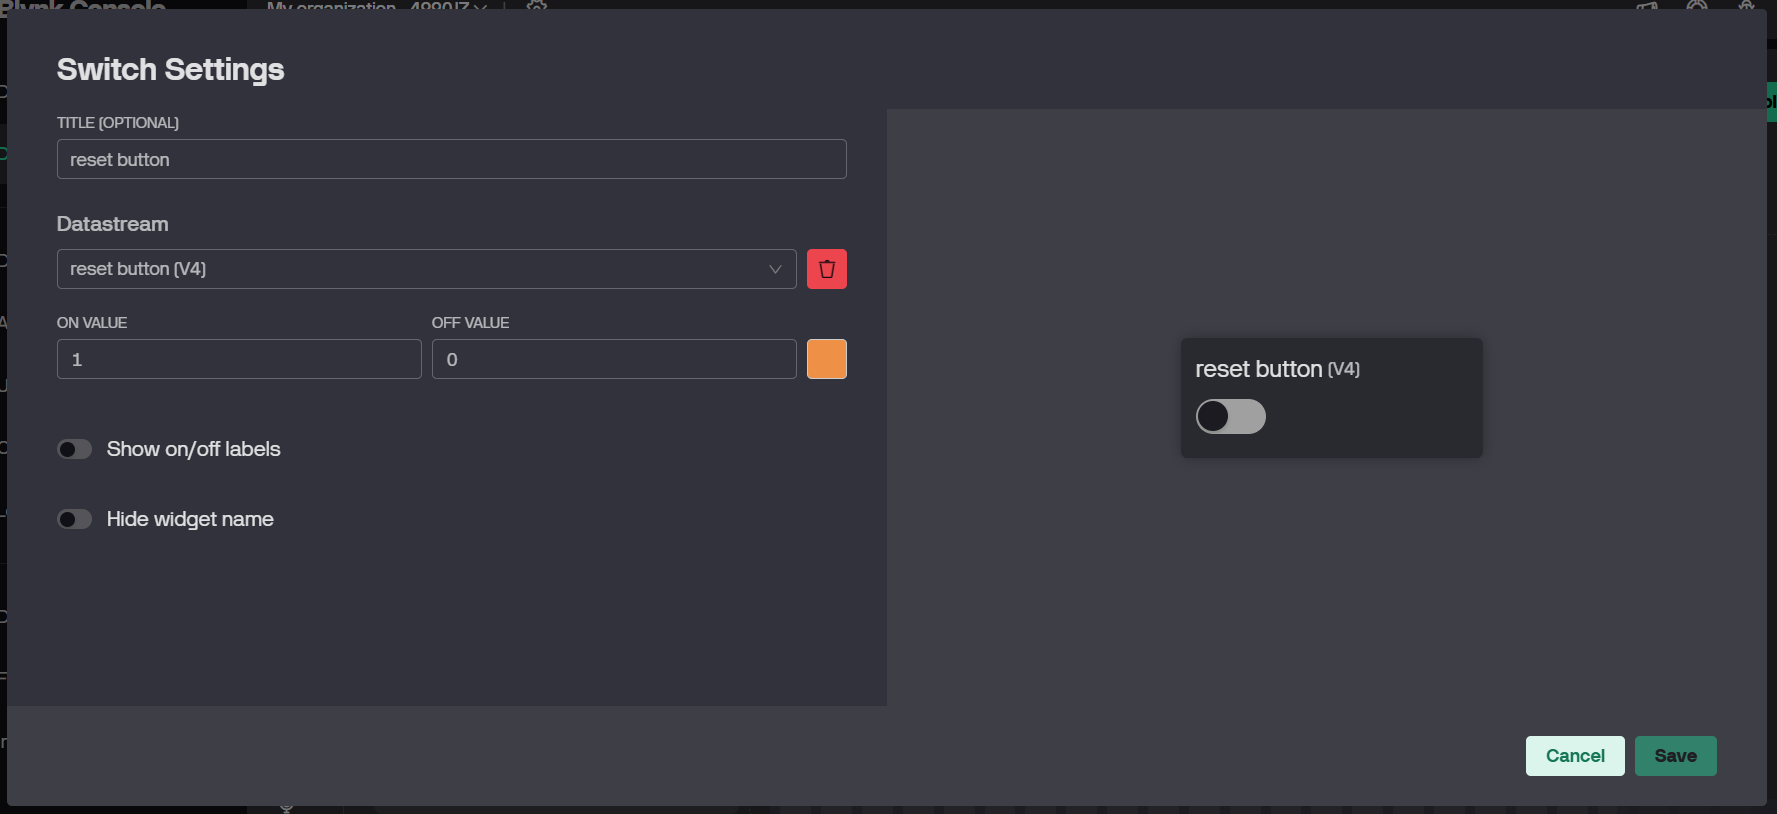 Blynk Console
My organization - 4990JZ
Switch Settings
TITLE (OPTIONAL)
reset button
Datastream
reset button (V4)
ON VALUE
OFF VALUE
1
0
Show on/off labels
Hide widget name
reset button (V4)
Cancel
Save